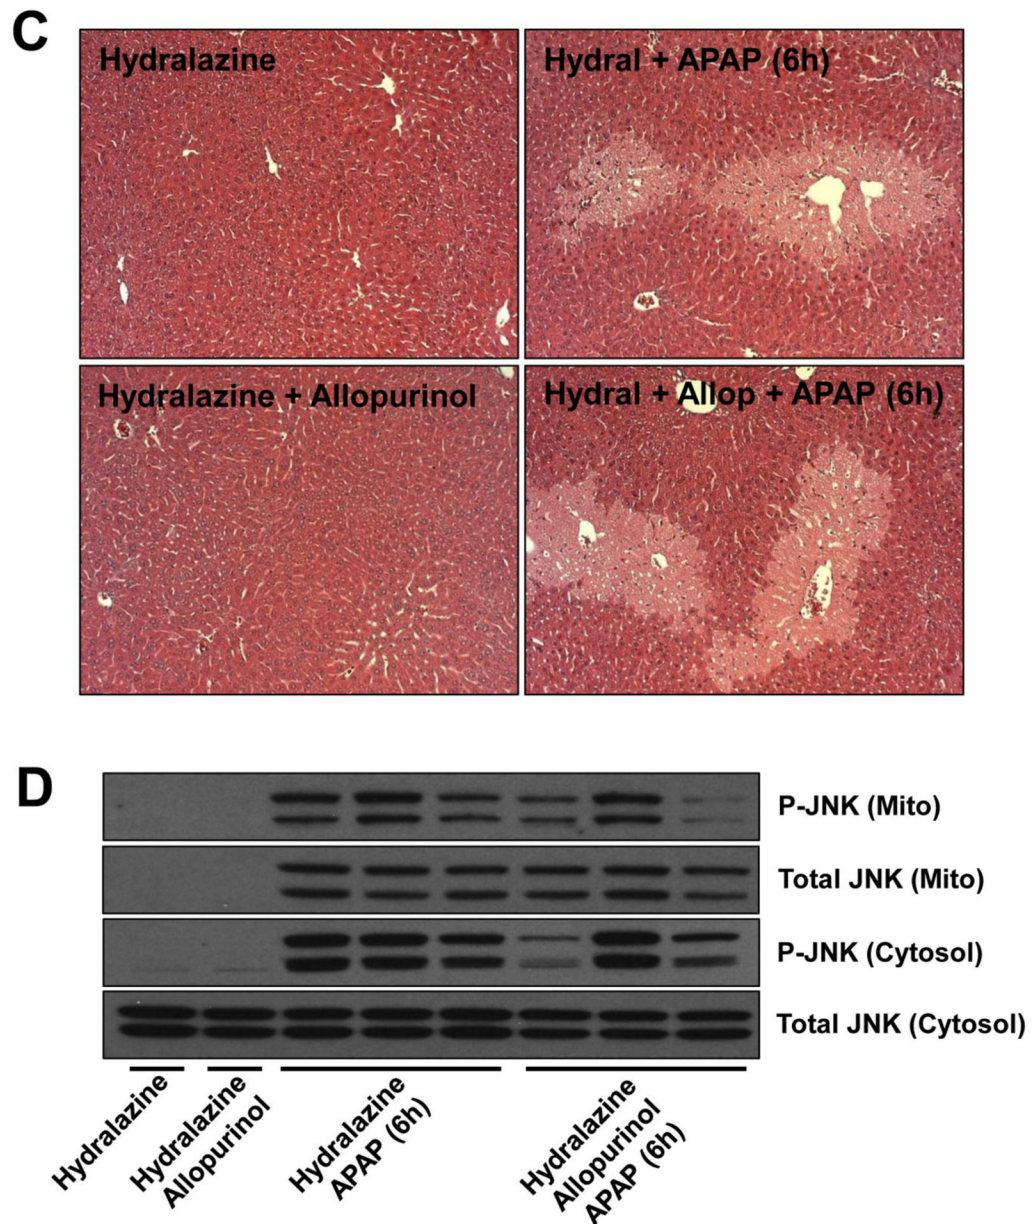 C
Hydralazine
Hydral + APAP (6h)
Hydralazine + Allopurinol
Hydral + Allop + APAP (6h)
D
P-JNK (Mito)
Total JNK (Mito)
P-JNK (Cytosol)
Total JNK (Cytosol)
Hydralazine
Hydralazine
Allopurinol
Hydralazine
APAP (6h)
Hydralazine
Allopurinol
APAP (6h)